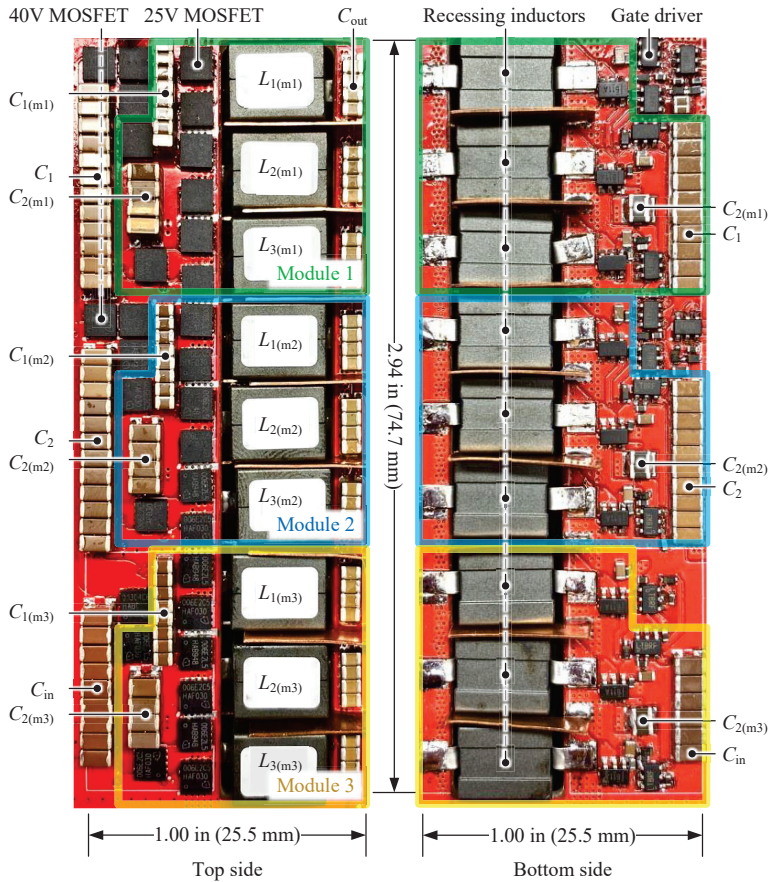 40V MOSFET
25V MOSFET
Cout
Recessing inductors
Gate driver
C1(m1)
C1
C2(m1)
L1(m1)
L2(m1)
L3(m1)
Module 1
C2(m1)
C1
40V MOSFET
C1(m2)
C2
C2(m2)
L1(m2)
L2(m2)
L3(m2)
Module 2
2.94 in (74.7 mm)
C2(m2)
C2
C1(m3)
Cin
C2(m3)
L1(m3)
L2(m3)
L3(m3)
Module 3
C2(m3)
Cin
006E2C5
HAF030
1.00 in (25.5 mm)
1.00 in (25.5 mm)
Top side
Bottom side